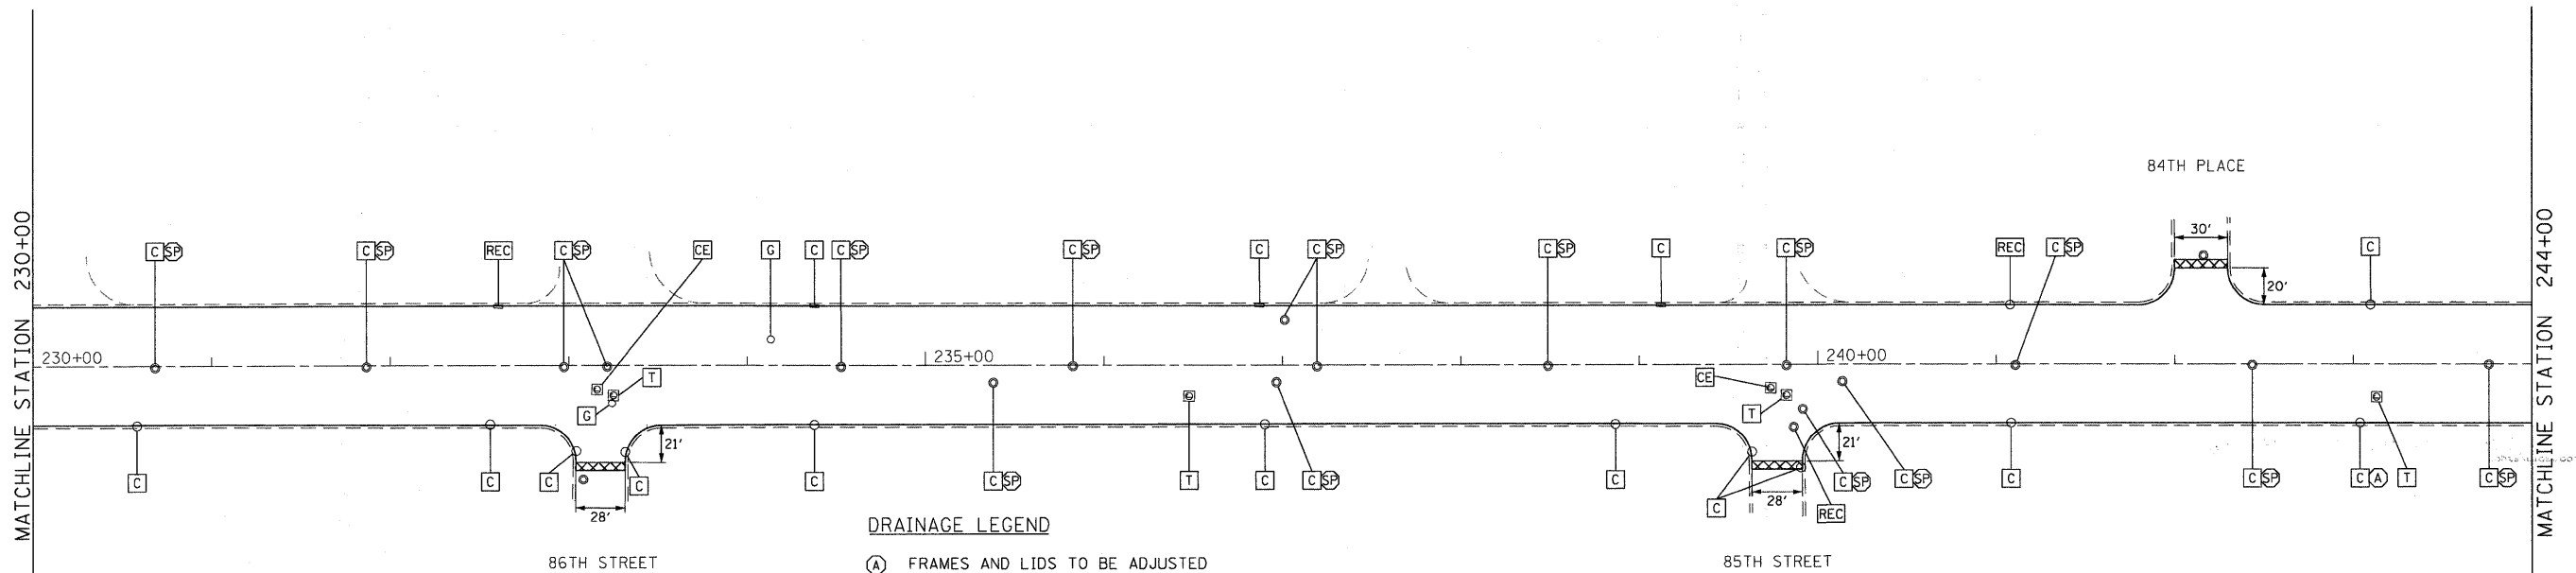 84TH PLACE
MATCHLINE STATION 230+00
MATCHLINE STATION 244+00
30'
C SP
C SP
REC
C SP
CE
G
C
C SP
C SP
C
C SP
C SP
C
C SP
REC
C SP
C
20'
230+00
235+00
240+00
T
G
CE
T
21'
21'
C
C
C
C
C
C SP
T
C
C SP
C
C
C SP
C SP
C
C SP
C A
T
C SP
28'
28'
REC
DRAINAGE LEGEND
86TH STREET
A FRAMES AND LIDS TO BE ADJUSTED
85TH STREET